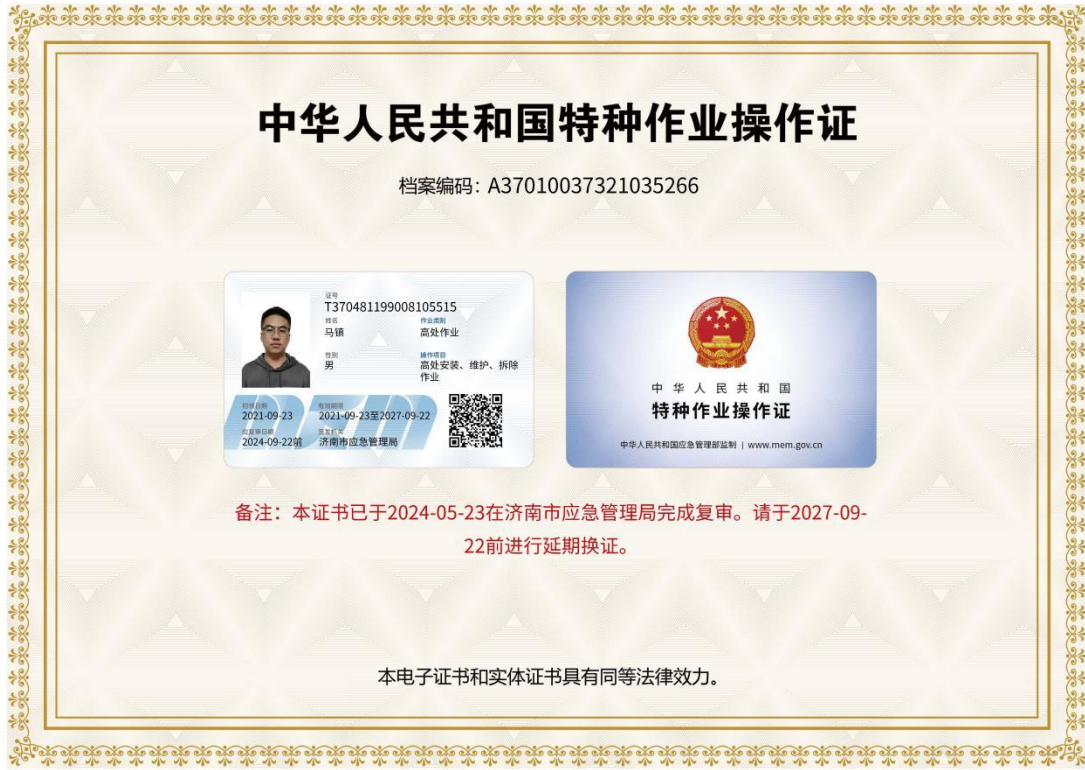 中华人民共和国特种作业操作证
档案编码：A37010037321035266
证号
T370481199008105515
姓名
马镇
作业类别
高处作业
性别
男
操作项目
高处安装、维护、拆除
作业
初领日期
2021-09-23
有效期限
2021-09-23至2027-09-22
应复审日期
2024-09-22前
签发机关
济南市应急管理局
中华人民共和国
特种作业操作证
中华人民共和国应急管理部监制 | www.mem.gov.cn
备注：本证书已于2024-05-23在济南市应急管理局完成复审。请于2027-09-
22前进行延期换证。
本电子证书和实体证书具有同等法律效力。